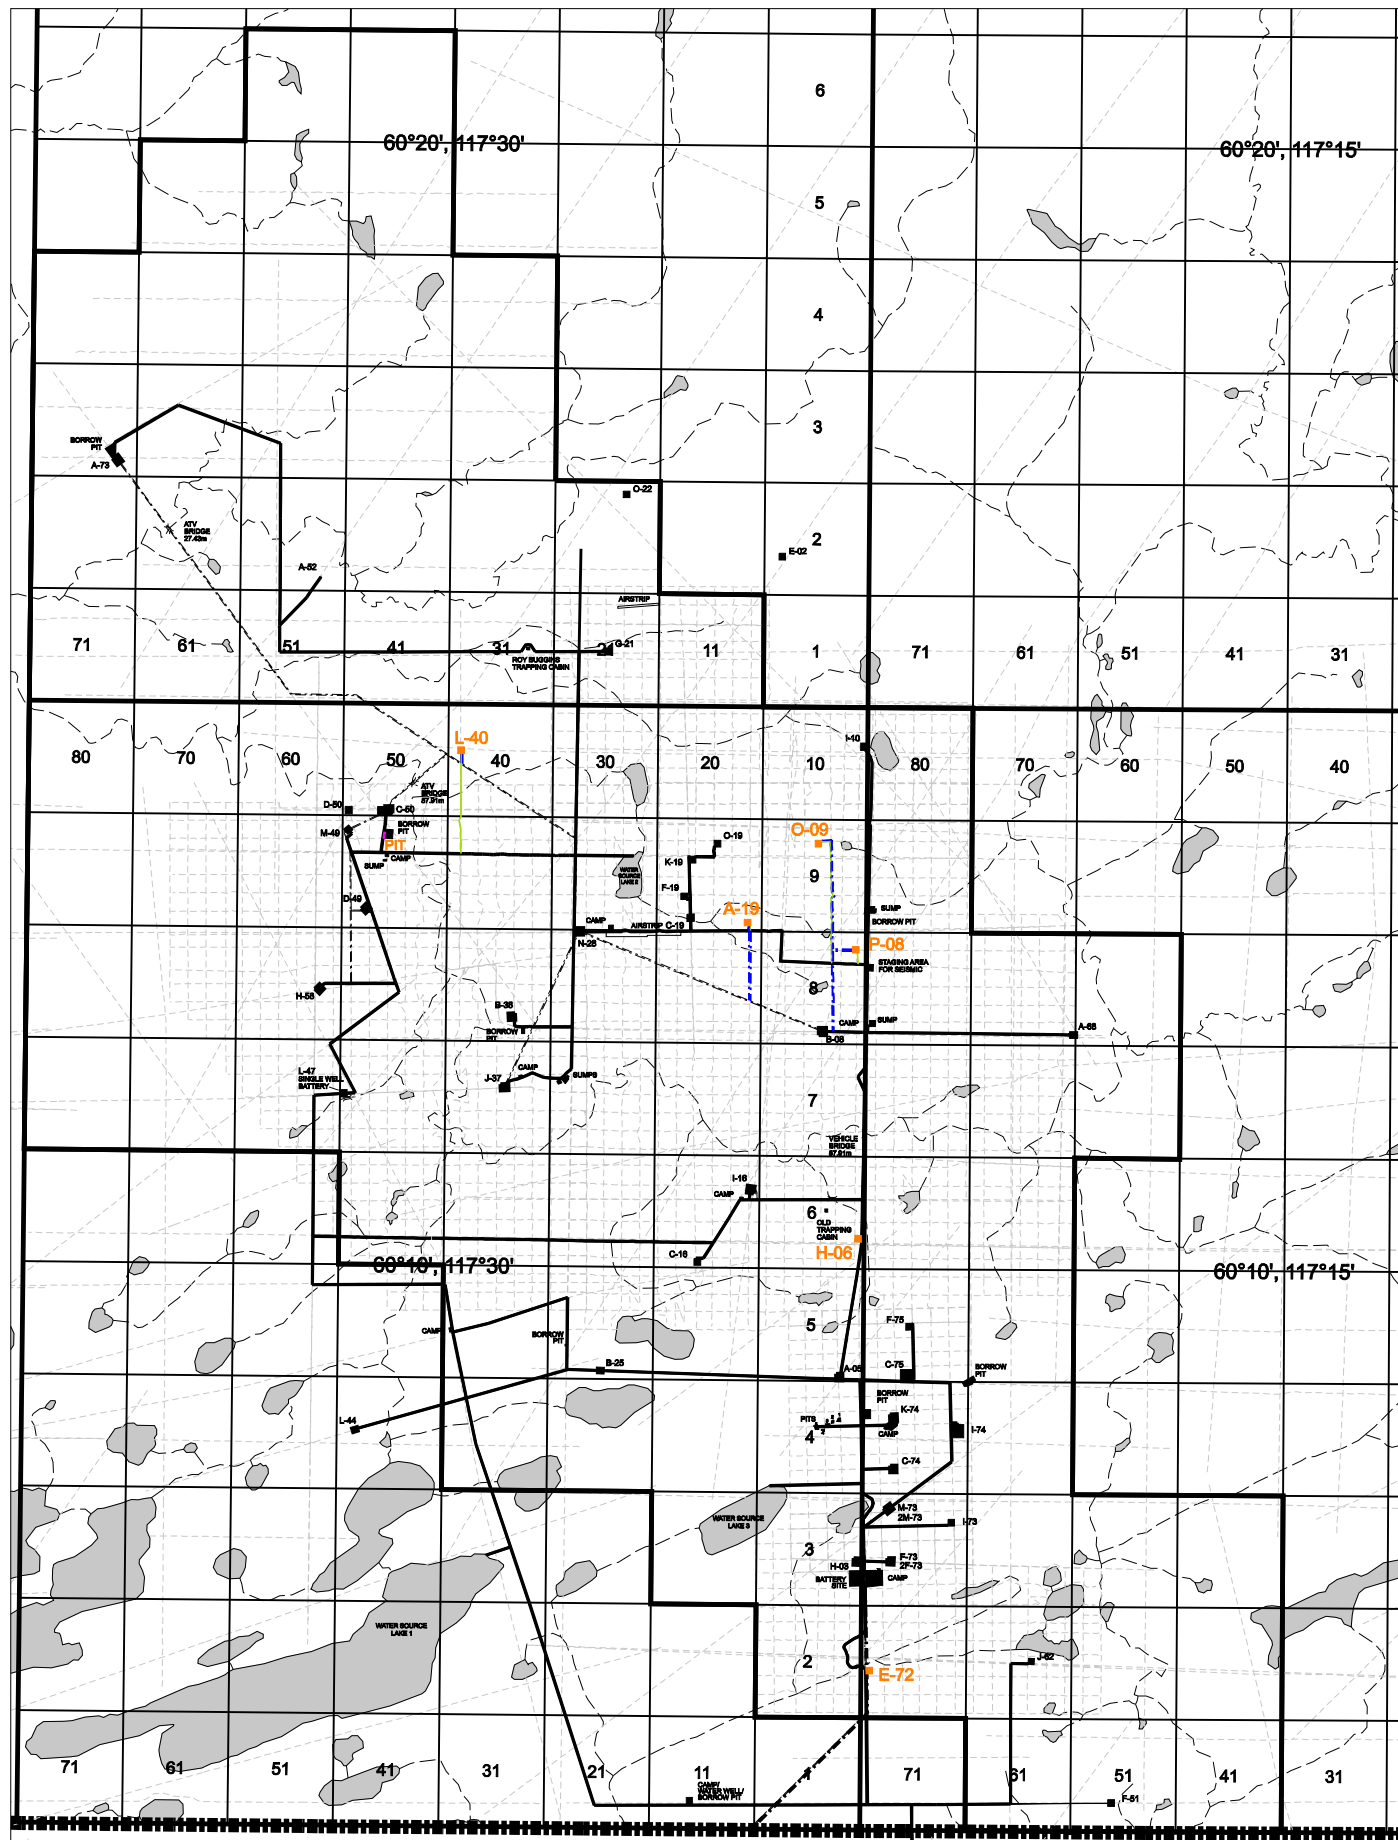 6
60°20', 117°30'
60°20', 117°15'
5
4
3
BORROW
PIT
A-73
O-22
ATV
BRIDGE
27.43m
2
E-02
A-52
AIRSTRIP
71
61
51
41
31
21
G-21
11
1
71
61
51
41
31
ROY BUGGINS
TRAPPING CABIN
L-40
I-40
80
70
60
50
40
30
20
10
80
70
60
50
40
ATV
BRIDGE
57.91m
D-50
C-50
M-49
BORROW
PIT
PIT
O-09
O-19
SUMP
CAMP
K-19
WATER
SOURCE
LAKE 2
9
F-19
D-49
A-19
SUMP
BORROW PIT
CAMP
AIRSTRIP
C-19
N-28
P-08
STAGING AREA
FOR SEISMIC
H-58
8
B-38
BORROW
PIT
CAMP
SUMP
B-08
A-68
L-47
SINGLE WELL
BATTERY
CAMP
SUMPS
J-37
7
VEHICLE
BRIDGE
57.91m
I-16
CAMP
6
OLD
TRAPPING
CABIN
C-16
H-06
60°10', 117°30'
60°10', 117°15'
CAMP
BORROW
PIT
5
F-75
B-25
A-05
C-75
BORROW
PIT
BORROW
PIT
L-44
PITS
K-74
4
CAMP
I-74
C-74
WATER SOURCE
LAKE 3
M-73
2M-73
I-73
3
H-03
F-73
2F-73
BATTERY
SITE
CAMP
WATER SOURCE
LAKE 1
2
J-62
E-72
71
61
51
41
31
21
11
1
71
61
51
41
31
CAMP/
WATER WELL/
BORROW PIT
F-51